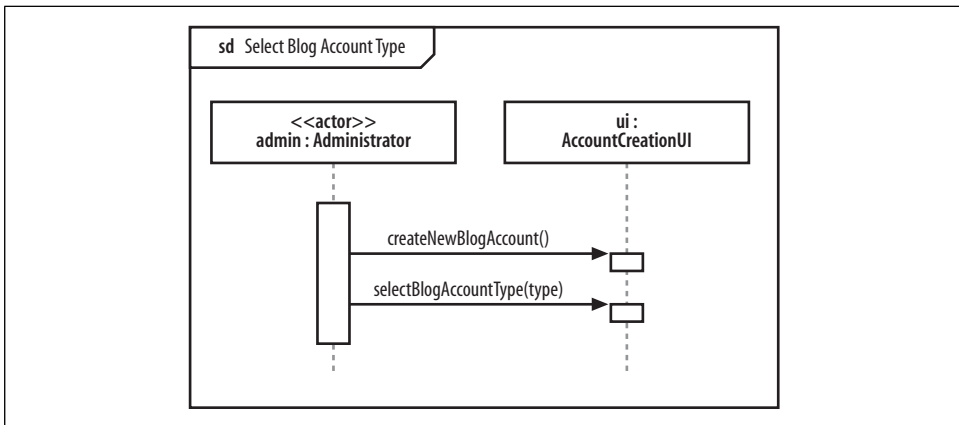 sd Select Blog Account Type
<<actor>>
admin : Administrator
ui :
AccountCreationUI
createNewBlogAccount()
selectBlogAccountType(type)